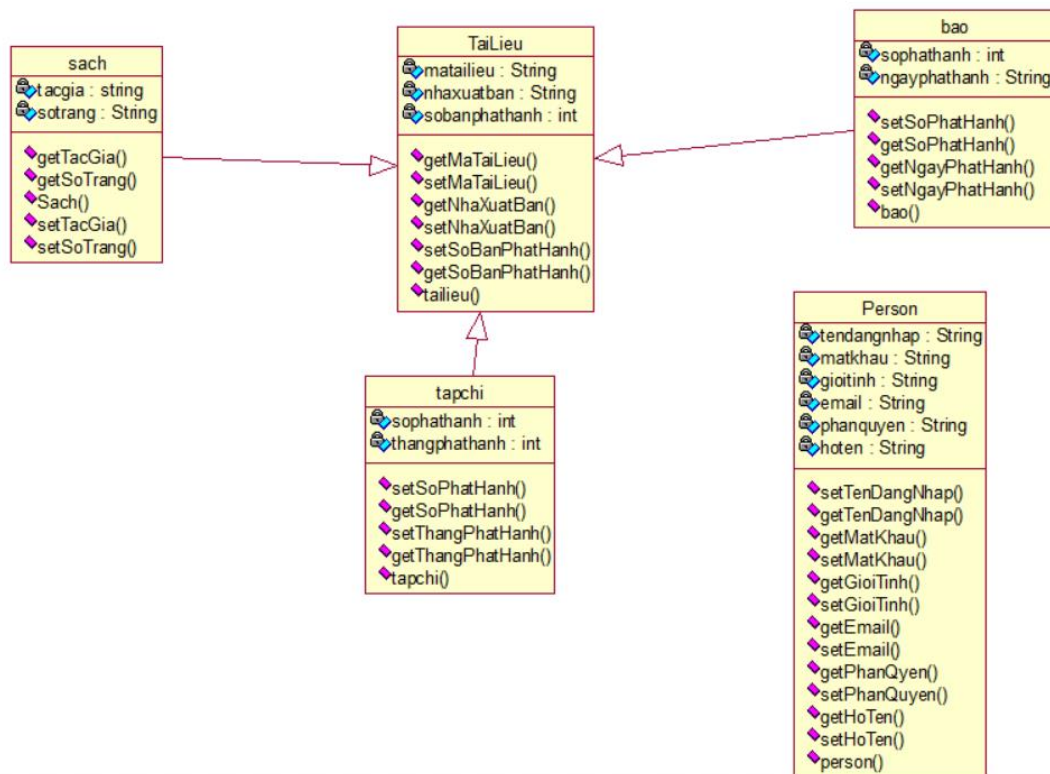 sach
tacgia : string
sotrang : String
getTacGia()
getSoTrang()
Sach()
setTacGia()
setSoTrang()
TaiLieu
matailieu : String
nhaxuatban : String
sobanphathanh : int
getMaTaiLieu()
setMaTaiLieu()
getNhaXuatBan()
setNhaXuatBan()
setSoBanPhatHanh()
getSoBanPhatHanh()
tailieu()
bao
sophathanh : int
ngayphathanh : String
setSoPhatHanh()
getSoPhatHanh()
getNgayPhatHanh()
setNgayPhatHanh()
bao()
tapchi
sophathanh : int
thangphathanh : int
setSoPhatHanh()
getSoPhatHanh()
setThangPhatHanh()
getThangPhatHanh()
tapchi()
Person
tendangnhap : String
matkhau : String
gioitinh : String
email : String
phanquyen : String
hoten : String
setTenDangNhap()
getTenDangNhap()
getMatKhau()
setMatKhau()
getGioiTinh()
setGioiTinh()
getEmail()
setEmail()
getPhanQyen()
setPhanQuyen()
getHoTen()
setHoTen()
person()